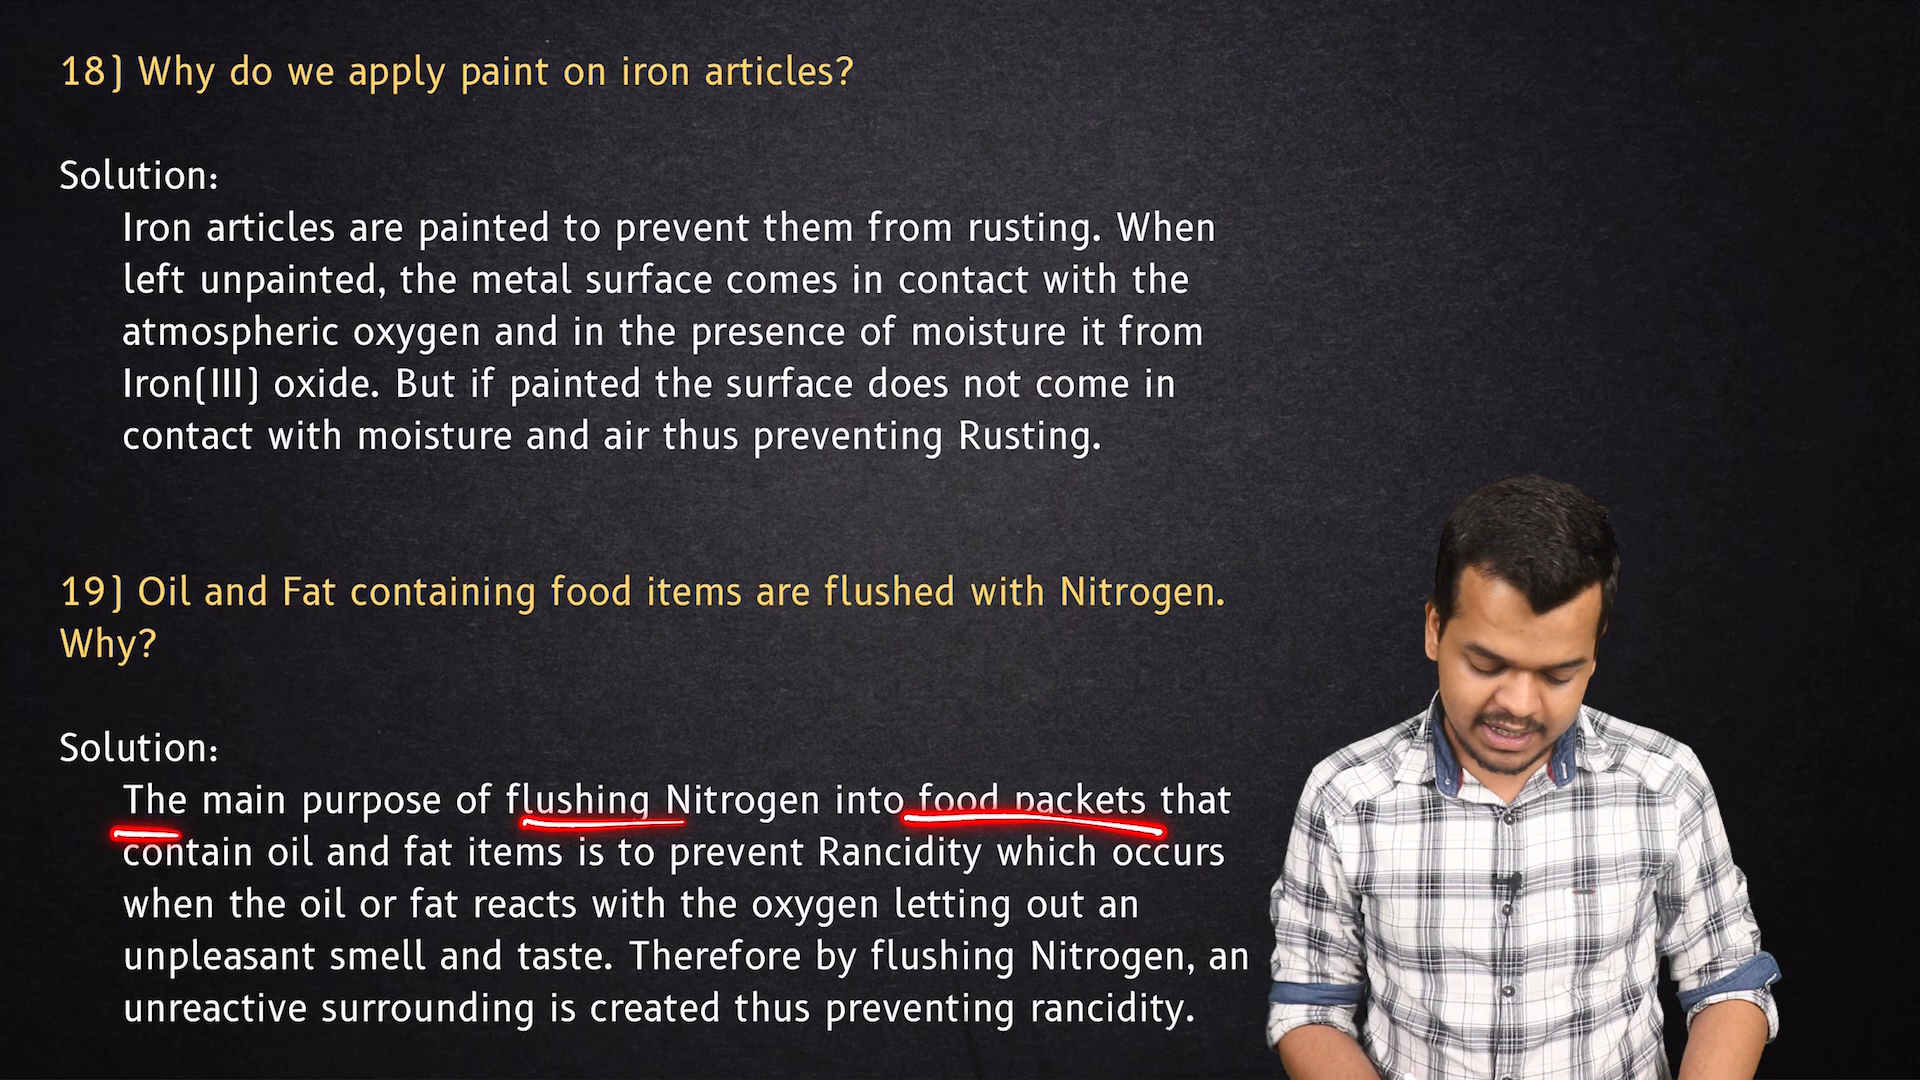 18) Why do we apply paint on iron articles?
Solution:
Iron articles are painted to prevent them from rusting. When
left unpainted, the metal surface comes in contact with the
atmospheric oxygen and in the presence of moisture it from
Iron(III) oxide. But if painted the surface does not come in
contact with moisture and air thus preventing Rusting.
19) Oil and Fat containing food items are flushed with Nitrogen.
Why?
Solution:
The main purpose of flushing Nitrogen into food packets that
contain oil and fat items is to prevent Rancidity which occurs
when the oil or fat reacts with the oxygen letting out an
unpleasant smell and taste. Therefore by flushing Nitrogen, an
unreactive surrounding is created thus preventing rancidity.